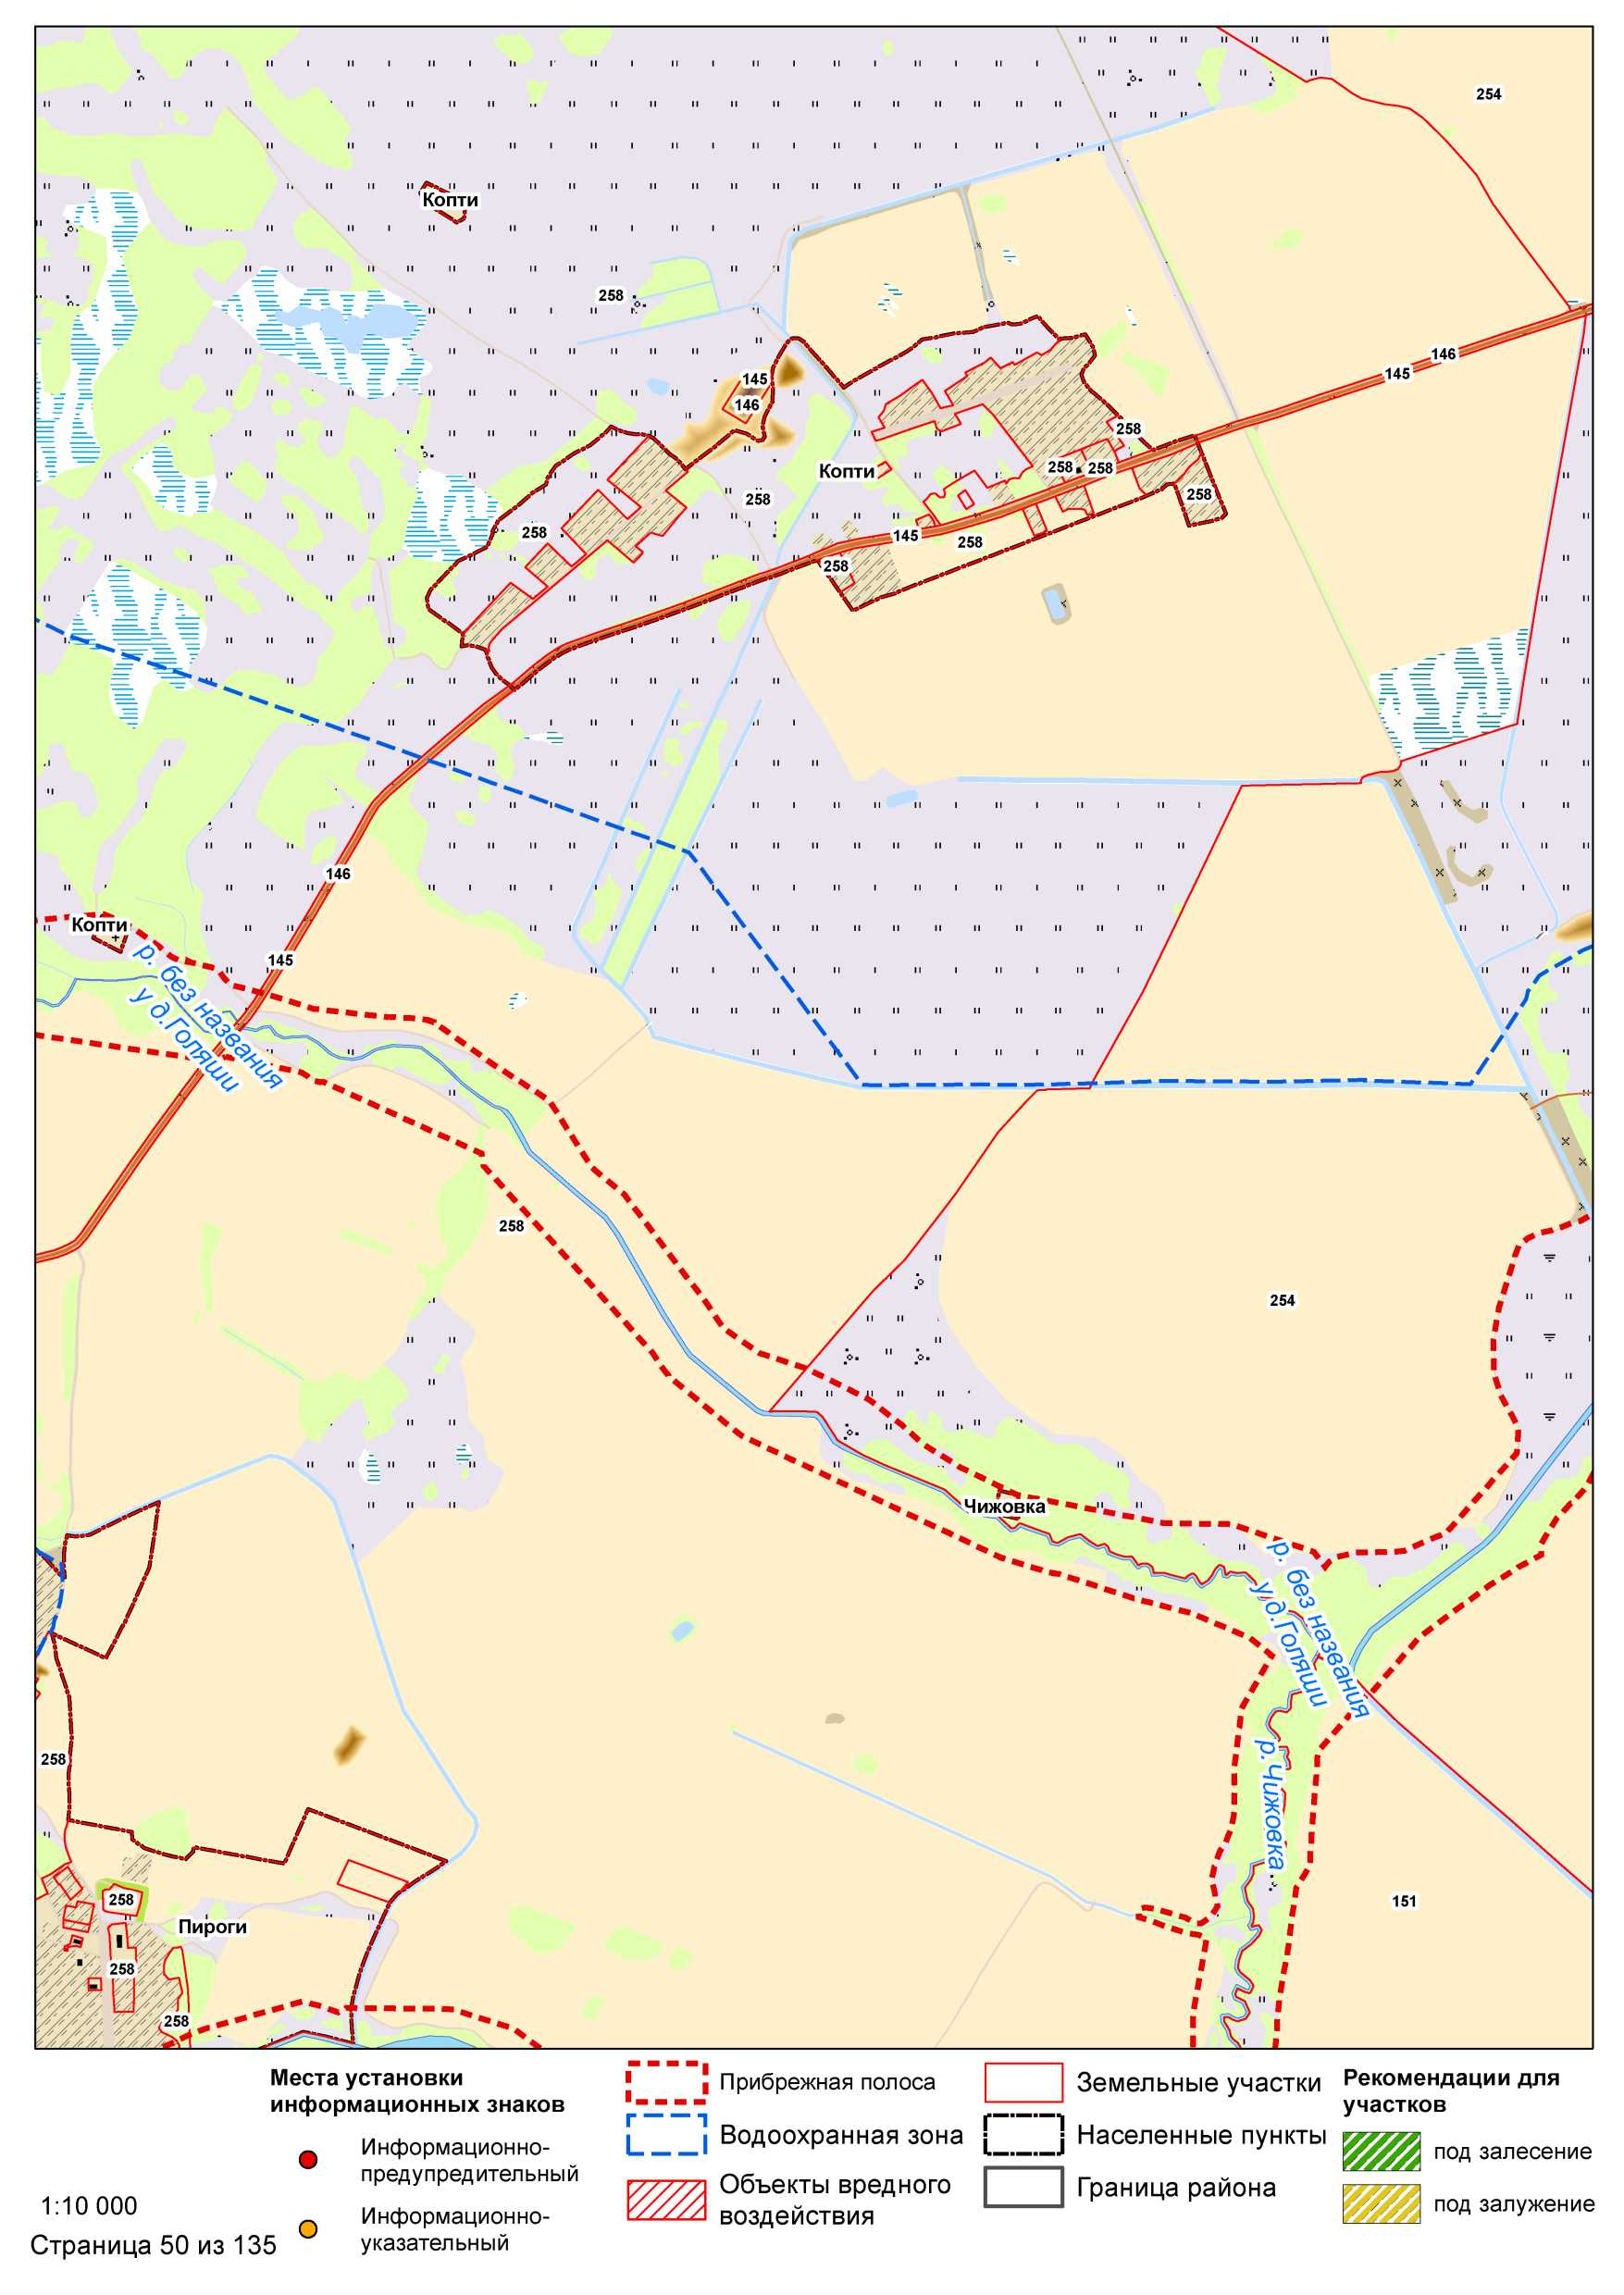 254
Копти
258
145
146
146
145
258
Копти
258
258
258
258
258
145
258
258
258
146
Копти
145
р. без названия
у д.Голяши
258
254
Чижовка
р. без названия
у д.Голяши
258
р.Чижовка
151
258
Пироги
258
258
Места установки
информационных знаков
Информационно-
предупредительный
Информационно-
указательный
1:10 000
Страница 50 из 135
Прибрежная полоса
Водоохранная зона
Объекты вредного
воздействия
Земельные участки
Населенные пункты
Граница района
Рекомендации для
участков
под залесение
под залужение